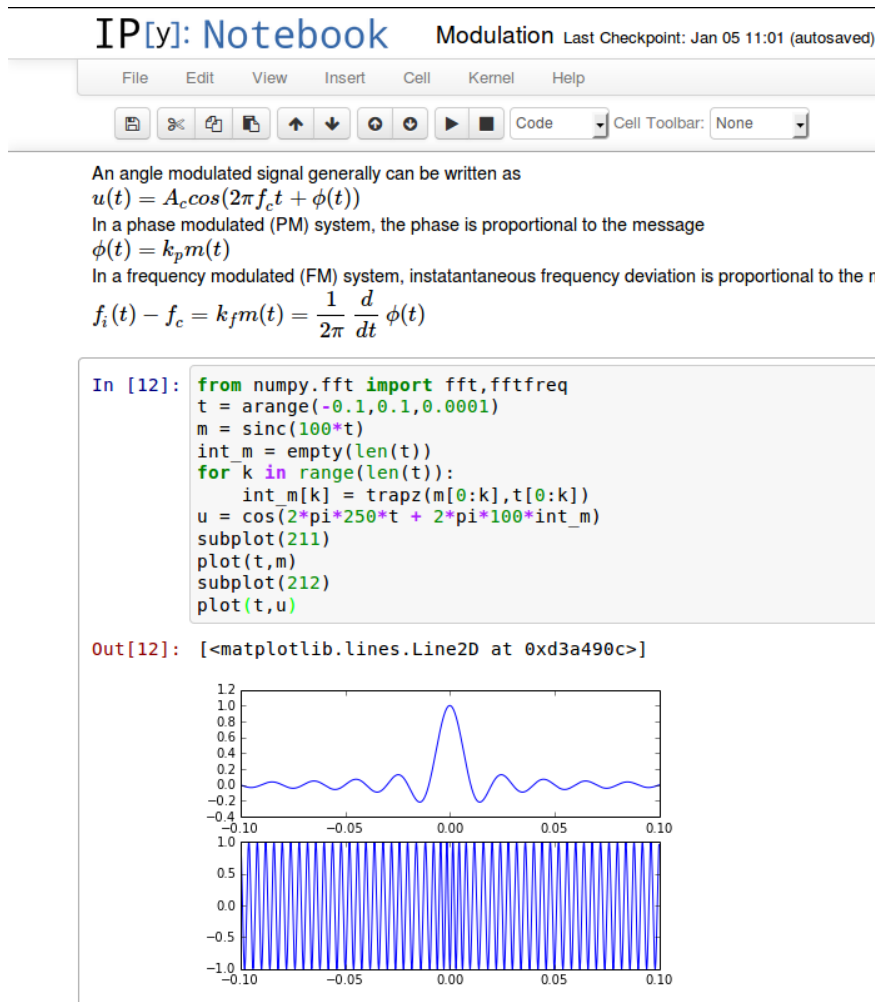 IP[y]: Notebook Modulation Last Checkpoint: Jan 05 11:01 (autosaved)
File Edit View Insert Cell Kernel Help
Code Cell Toolbar: None
An angle modulated signal generally can be written as
u(t) = A_c cos(2πf_c t + ϕ(t))
In a phase modulated (PM) system, the phase is proportional to the message
ϕ(t) = k_p m(t)
In a frequency modulated (FM) system, instatantaneous frequency deviation is proportional to the
f_i(t) − f_c = k_f m(t) = 1/2π d/dt ϕ(t)
In [12]: from numpy.fft import fft,fftfreq
t = arange(-0.1,0.1,0.0001)
m = sinc(100*t)
int_m = empty(len(t))
for k in range(len(t)):
    int_m[k] = trapz(m[0:k],t[0:k])
u = cos(2*pi*250*t + 2*pi*100*int_m)
subplot(211)
plot(t,m)
subplot(212)
plot(t,u)
Out[12]: [<matplotlib.lines.Line2D at 0xd3a490c>]
1.2
1.0
0.8
0.6
0.4
0.2
0.0
−0.2
−0.4
−0.10 −0.05 0.00 0.05 0.10
1.0
0.5
0.0
−0.5
−1.0
−0.10 −0.05 0.00 0.05 0.10